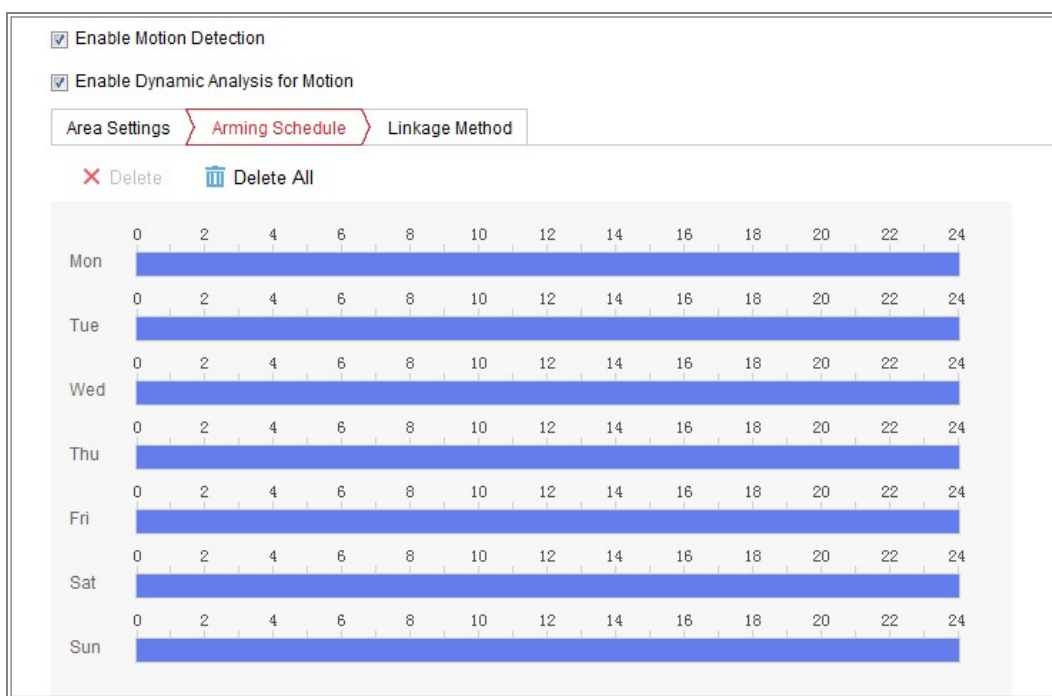 Enable Motion Detection
Enable Dynamic Analysis for Motion
Area Settings Arming Schedule Linkage Method
Delete Delete All
0 2 4 6 8 10 12 14 16 18 20 22 24
Mon
0 2 4 6 8 10 12 14 16 18 20 22 24
Tue
0 2 4 6 8 10 12 14 16 18 20 22 24
Wed
0 2 4 6 8 10 12 14 16 18 20 22 24
Thu
0 2 4 6 8 10 12 14 16 18 20 22 24
Fri
0 2 4 6 8 10 12 14 16 18 20 22 24
Sat
0 2 4 6 8 10 12 14 16 18 20 22 24
Sun